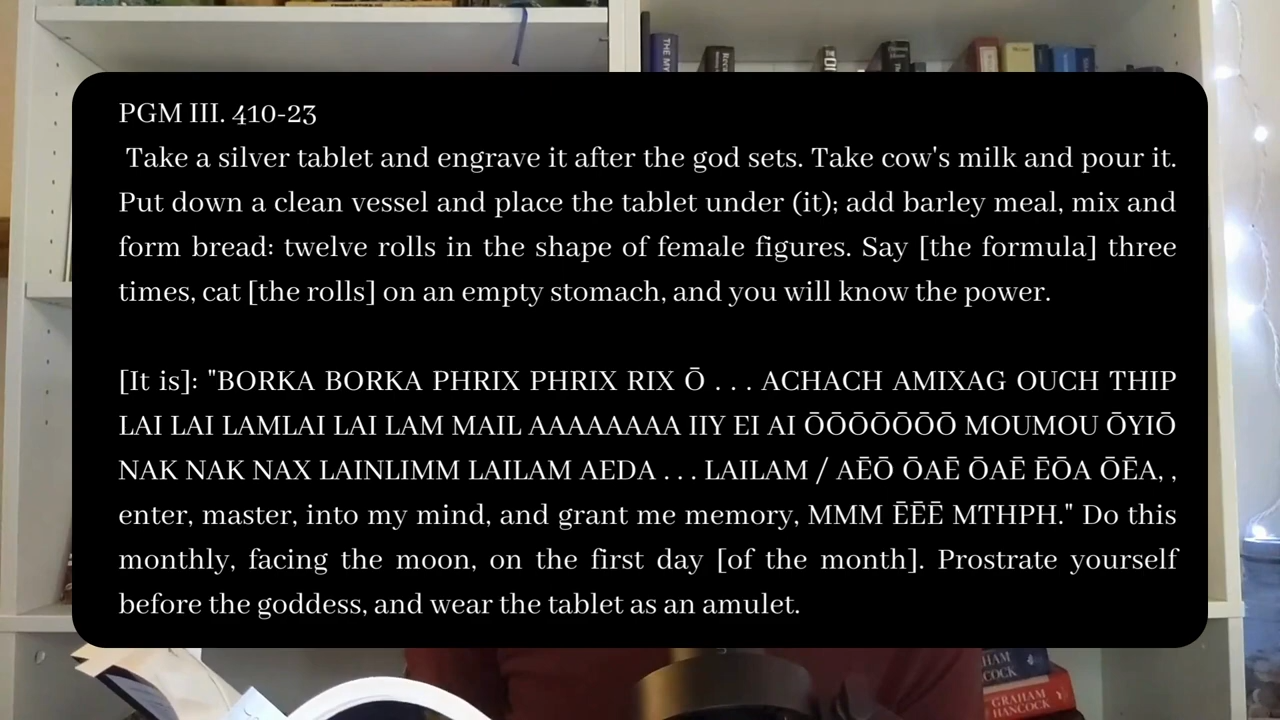 THE MY
PGM III. 410-23
Take a silver tablet and engrave it after the god sets. Take cow's milk and pour it.
Put down a clean vessel and place the tablet under (it); add barley meal, mix and
form bread: twelve rolls in the shape of female figures. Say [the formula] three
times, cat [the rolls] on an empty stomach, and you will know the power.
[It is]: "BORKA BORKA PHRIX PHRIX RIX Ō . . . ACHACH AMIXAG OUCH THIP
LAI LAI LAMLAI LAI LAM MAIL AAAAAAAA IIY EI AI ŌŌŌŌŌŌŌ MOUMOU ŌYIŌ
NAK NAK NAX LAINLIMM LAILAM AEDA . . . LAILAM / AĒŌ ŌAĒ ŌAĒ ĒŌA ŌĒA, ,
enter, master, into my mind, and grant me memory, MMM ĒĒĒ MTHPH." Do this
monthly, facing the moon, on the first day [of the month]. Prostrate yourself
before the goddess, and wear the tablet as an amulet.
HAM
COCK
GRAHAM
HANCOCK